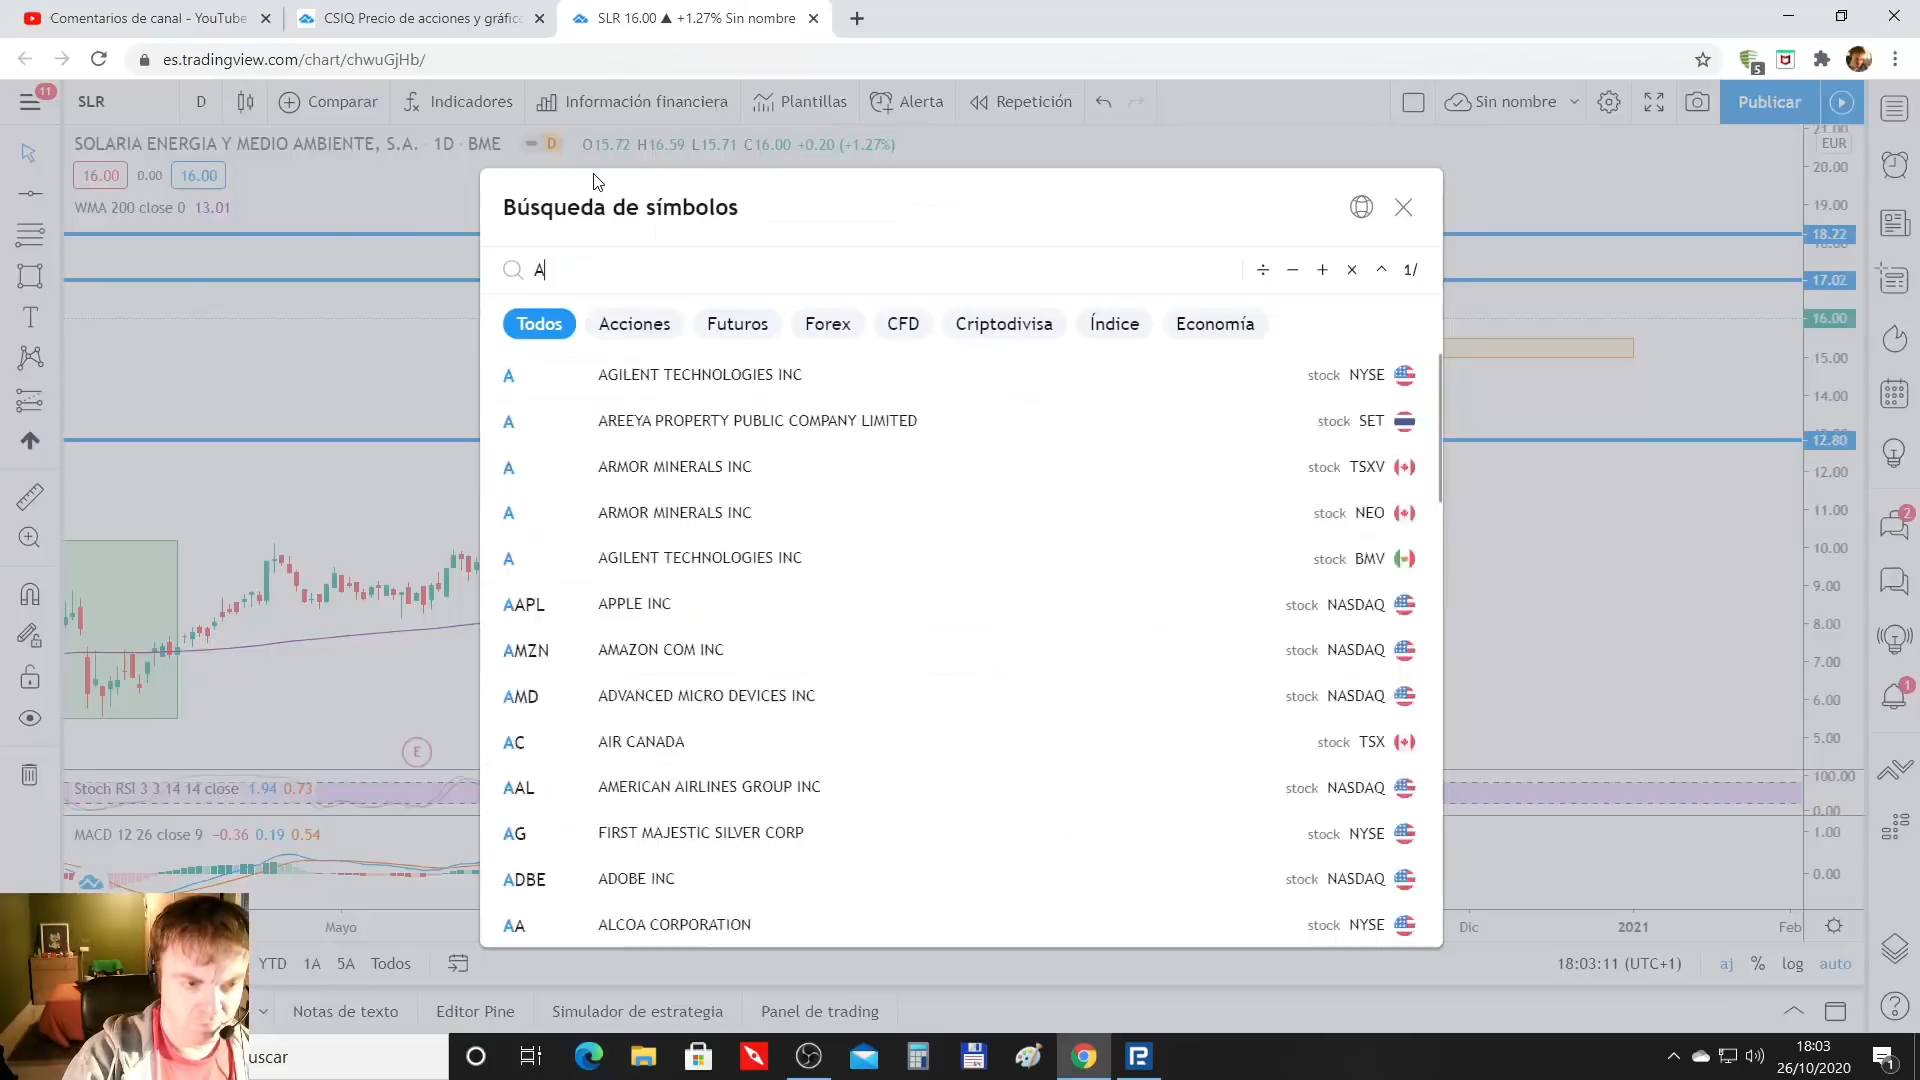 Comentarios de canal - YouTube
CSIQ Precio de acciones y gráfico
SLR 16.00 ▲ +1.27% Sin nombre
es.tradingview.com/chart/chwuGjHb/
5
11
SLR
D
Comparar
Indicadores
Información financiera
Plantillas
Alerta
Repetición
Sin nombre
Publicar
SOLARIA ENERGIA Y MEDIO AMBIENTE, S.A. · 1D · BME
D
O15.72 H16.59 L15.71 C16.00 +0.20 (+1.27%)
16.00 0.00 16.00
WMA 200 close 0 13.01
Búsqueda de símbolos
A
÷ − + × ^ 1/
Todos
Acciones
Futuros
Forex
CFD
Criptodivisa
Índice
Economía
A AGILENT TECHNOLOGIES INC stock NYSE
A AREEYA PROPERTY PUBLIC COMPANY LIMITED stock SET
A ARMOR MINERALS INC stock TSXV
A ARMOR MINERALS INC stock NEO
A AGILENT TECHNOLOGIES INC stock BMV
AAPL APPLE INC stock NASDAQ
AMZN AMAZON COM INC stock NASDAQ
AMD ADVANCED MICRO DEVICES INC stock NASDAQ
AC AIR CANADA stock TSX
AAL AMERICAN AIRLINES GROUP INC stock NASDAQ
AG FIRST MAJESTIC SILVER CORP stock NYSE
ADBE ADOBE INC stock NASDAQ
AA ALCOA CORPORATION stock NYSE
21.00
EUR
20.00
19.00
18.22
18.00
17.02
16.00
15.00
14.00
12.80
12.00
11.00
10.00
9.00
8.00
7.00
6.00
5.00
100.00
0.00
1.00
0.00
2
1
E
Stoch RSI 3 3 14 14 close 1.94 0.73
MACD 12 26 close 9 −0.36 0.19 0.54
Mayo
Dic
2021
Feb
YTD
1A
5A
Todos
18:03:11 (UTC+1)
aj
%
log
auto
Notas de texto
Editor Pine
Simulador de estrategia
Panel de trading
uscar
18:03
26/10/2020
1